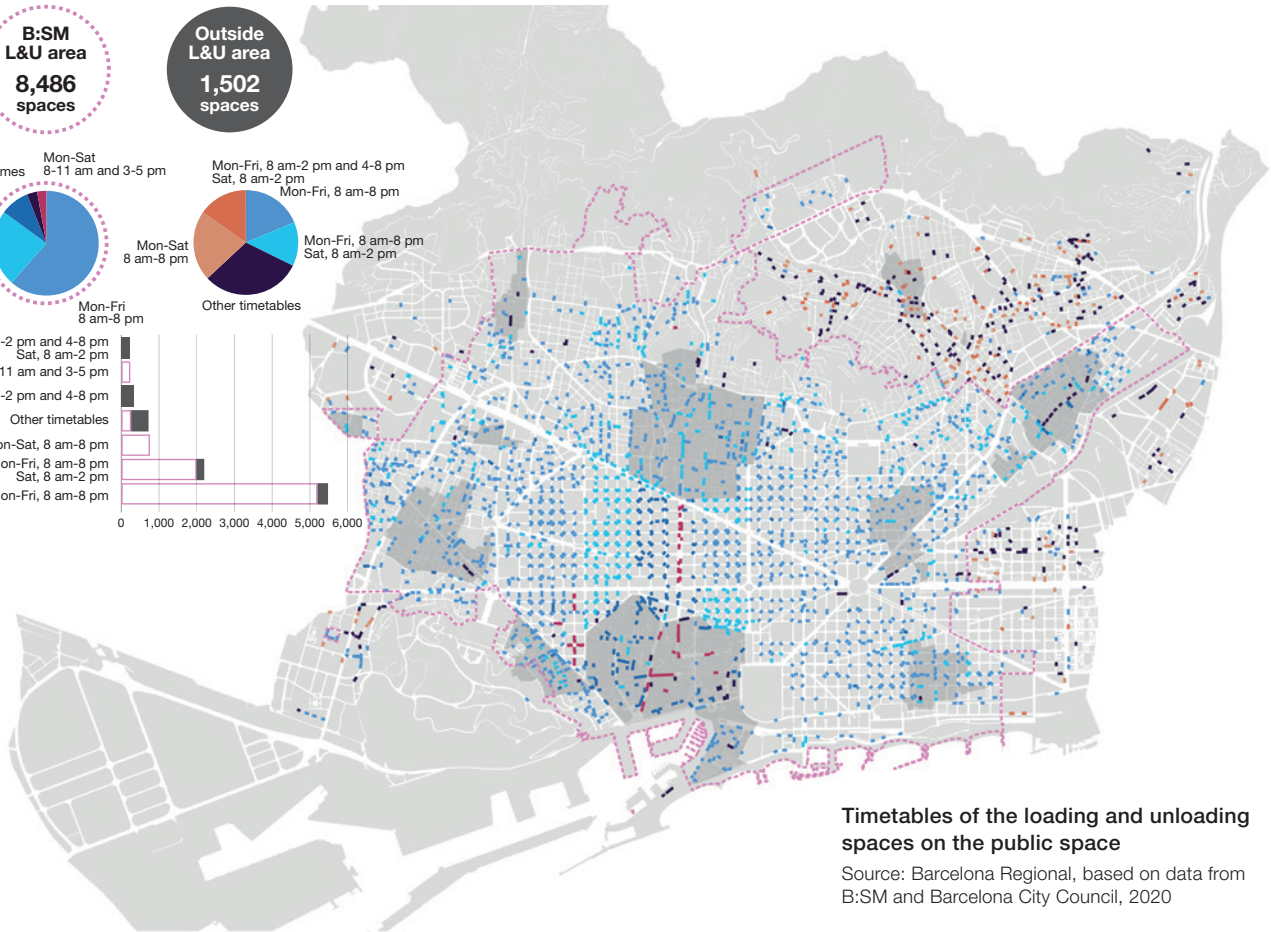 B:SM
L&U area
8,486
spaces
Outside
L&U area
1,502
spaces
mes
Mon-Sat
8-11 am and 3-5 pm
Mon-Fri
8 am-8 pm
Mon-Fri, 8 am-2 pm and 4-8 pm
Sat, 8 am-2 pm
Mon-Fri, 8 am-8 pm
Mon-Fri, 8 am-8 pm
Sat, 8 am-2 pm
Mon-Sat
8 am-8 pm
Other timetables
-2 pm and 4-8 pm
Sat, 8 am-2 pm
11 am and 3-5 pm
-2 pm and 4-8 pm
Other timetables
on-Sat, 8 am-8 pm
on-Fri, 8 am-8 pm
Sat, 8 am-2 pm
on-Fri, 8 am-8 pm
0 1,000 2,000 3,000 4,000 5,000 6,000
Timetables of the loading and unloading
spaces on the public space
Source: Barcelona Regional, based on data from
B:SM and Barcelona City Council, 2020